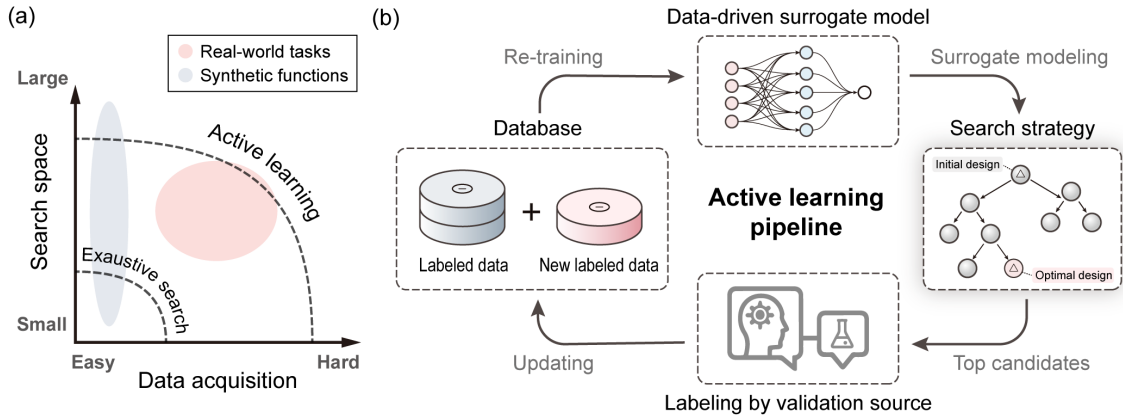 (a)
Real-world tasks
Synthetic functions
Large
Search space
Small
Active learning
Exaustive search
Easy
Hard
Data acquisition
(b)
Data-driven surrogate model
Re-training
Surrogate modeling
Database
Search strategy
Initial design
Optimal design
Labeled data
+
New labeled data
Active learning
pipeline
Updating
Top candidates
Labeling by validation source